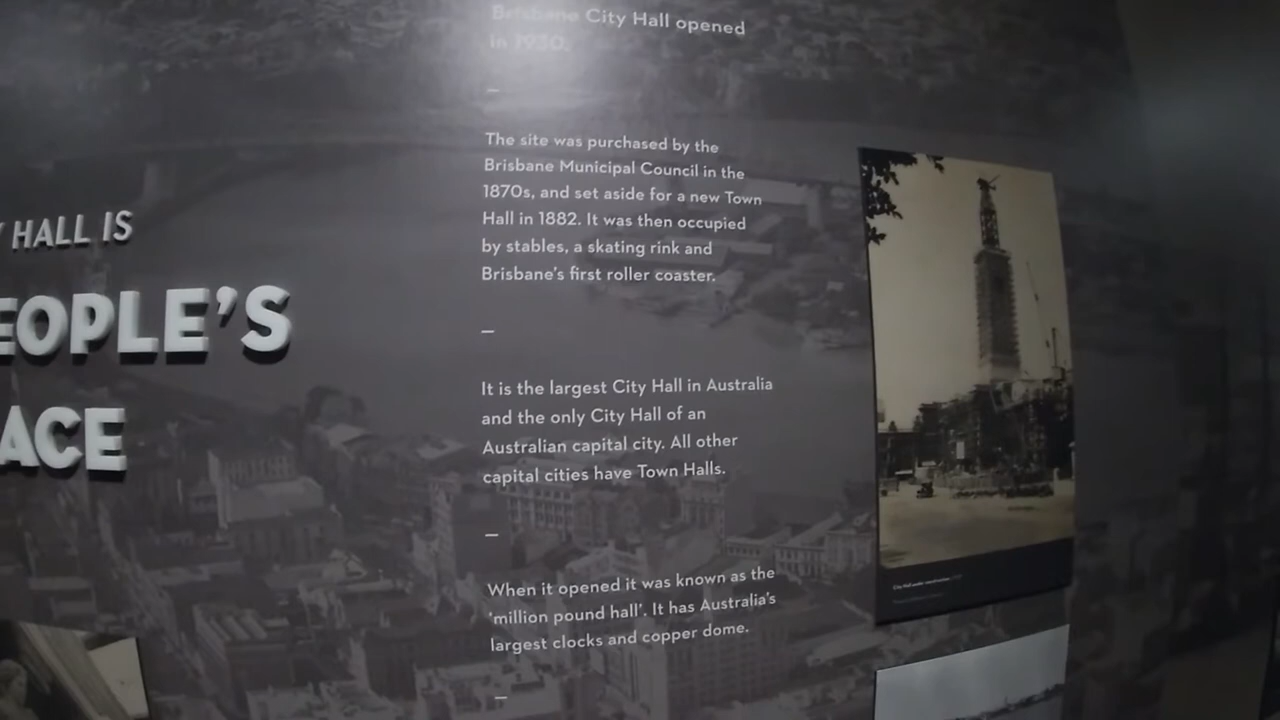 Brisbane City Hall opened
in 1930.
–
The site was purchased by the
Brisbane Municipal Council in the
1870s, and set aside for a new Town
Hall in 1882. It was then occupied
by stables, a skating rink and
Brisbane's first roller coaster.
–
It is the largest City Hall in Australia
and the only City Hall of an
Australian capital city. All other
capital cities have Town Halls.
–
When it opened it was known as the
'million pound hall'. It has Australia's
largest clocks and copper dome.
–
Y HALL IS
EOPLE'S
ACE
City Hall under construction